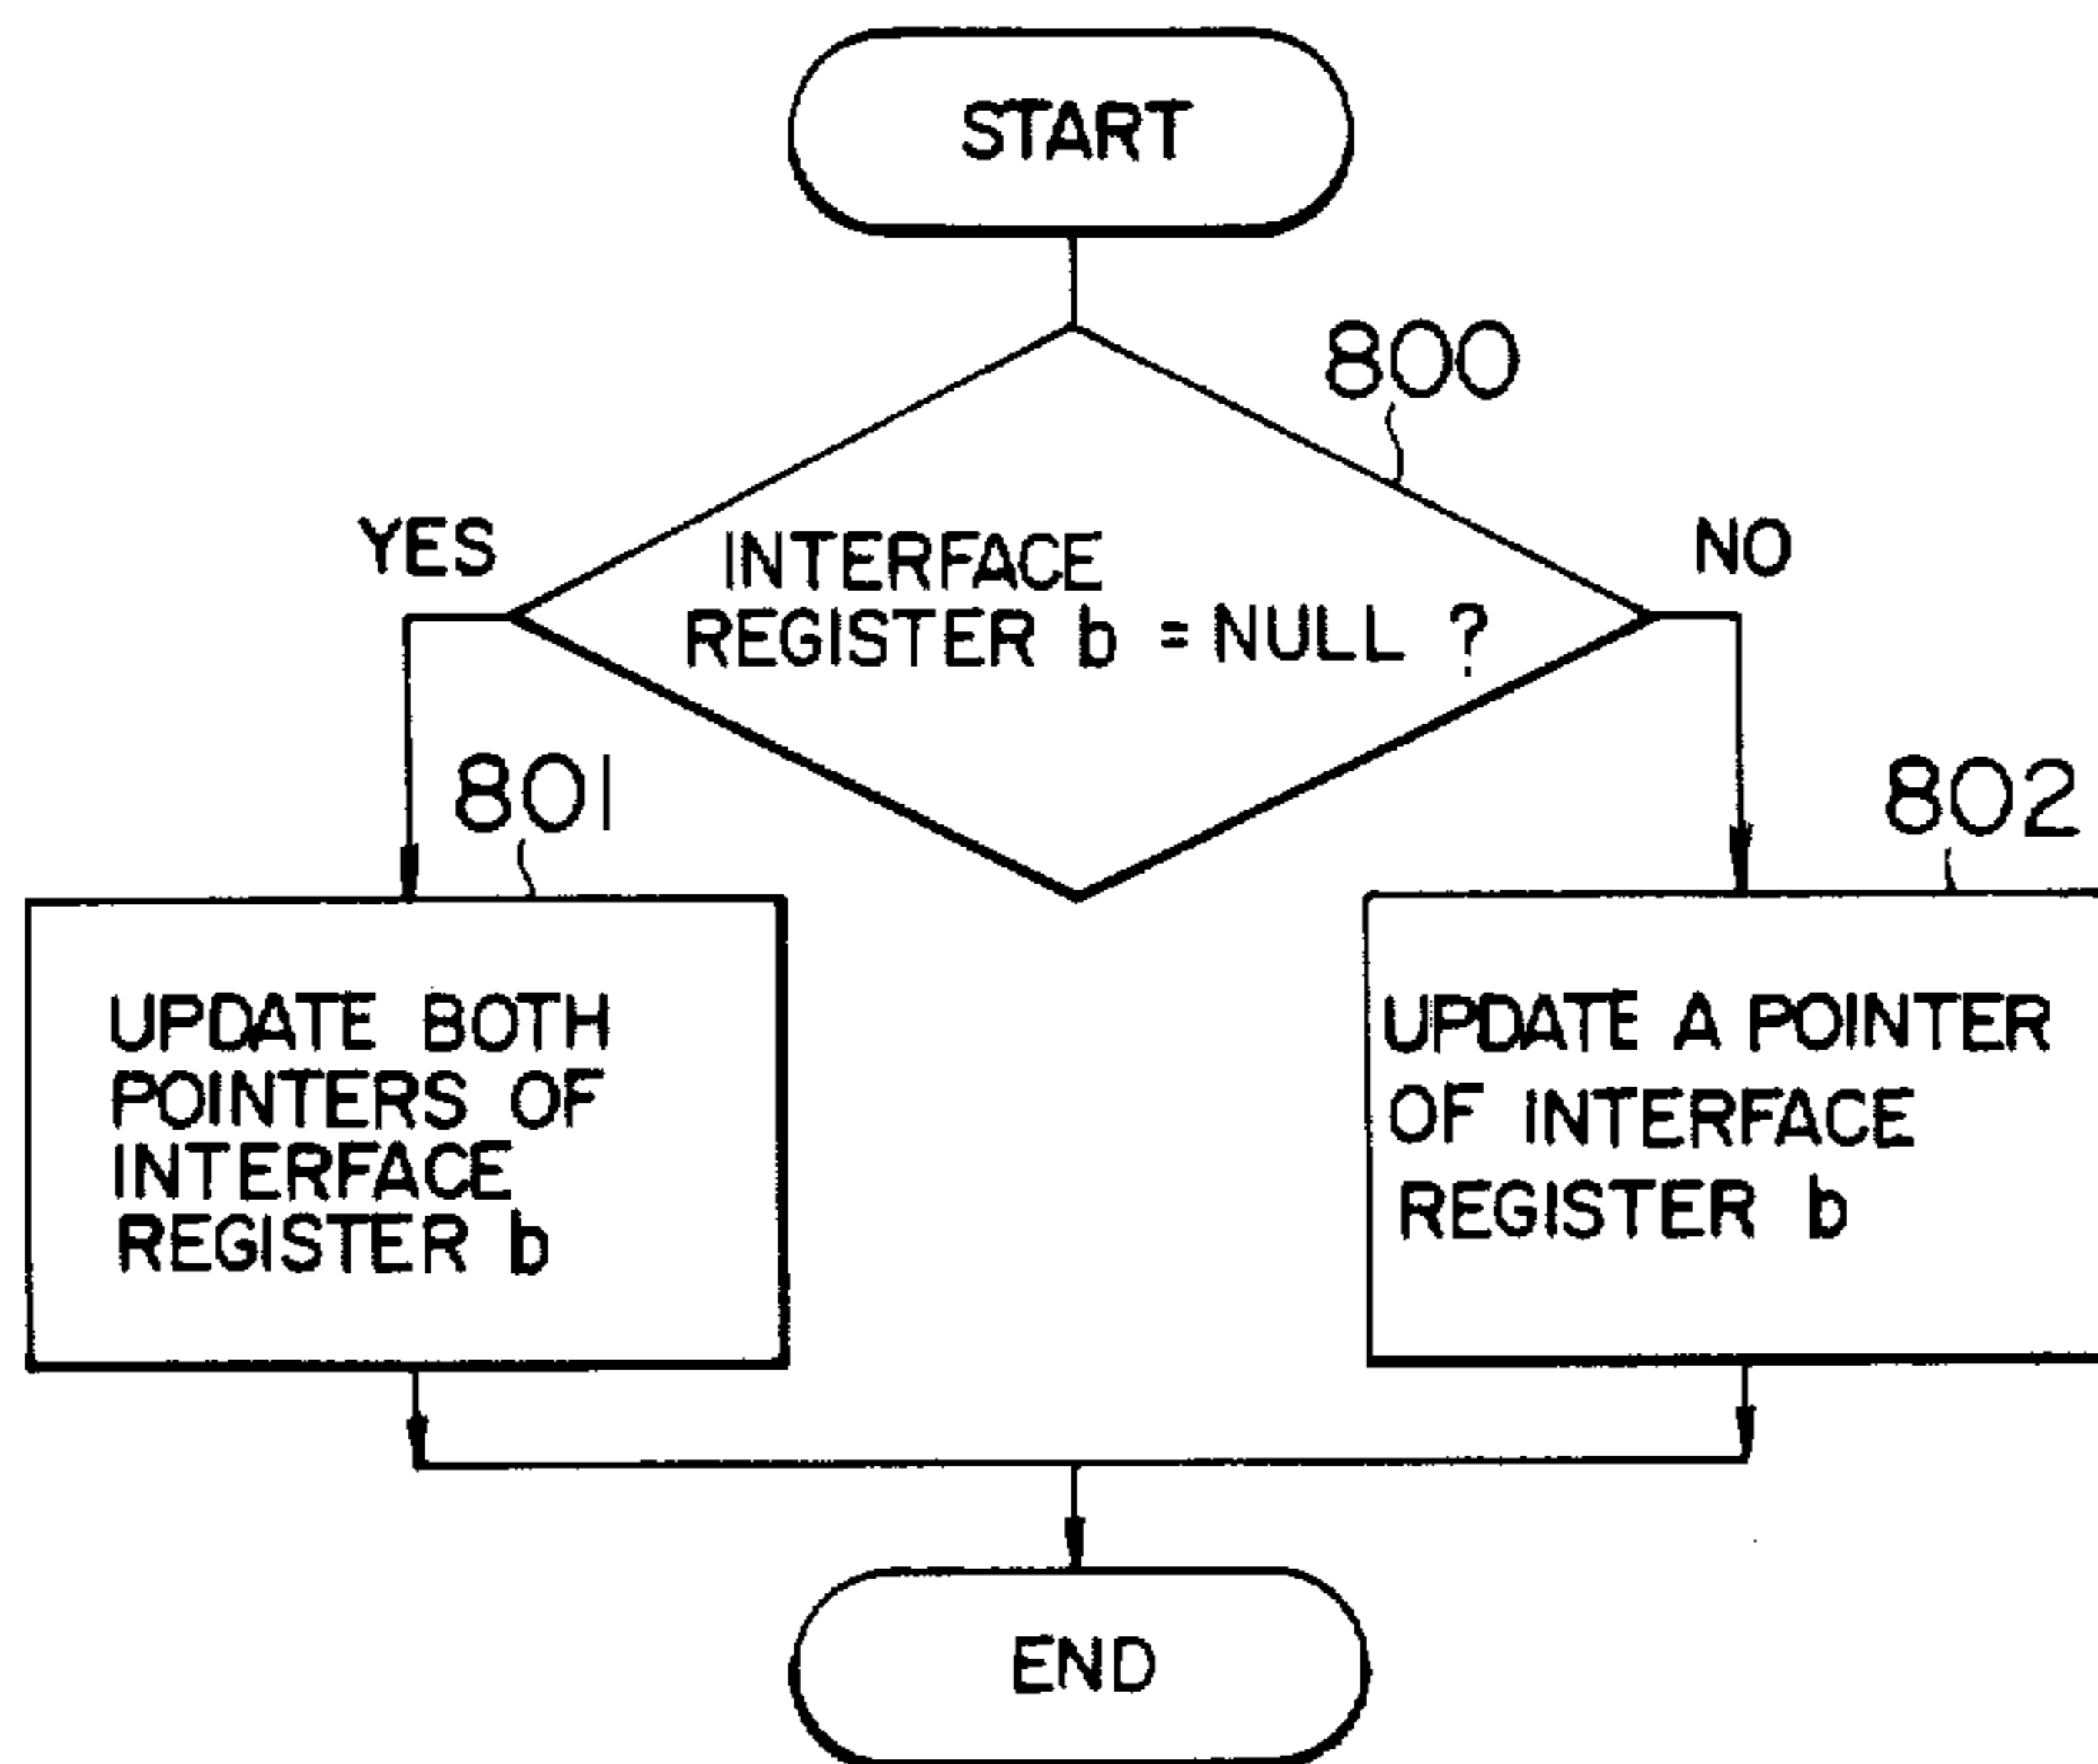 START
800
YES
NO
INTERFACE
REGISTER b = NULL ?
801
802
UPDATE BOTH
POINTERS OF
INTERFACE
REGISTER b
UPDATE A POINTER
OF INTERFACE
REGISTER b
END